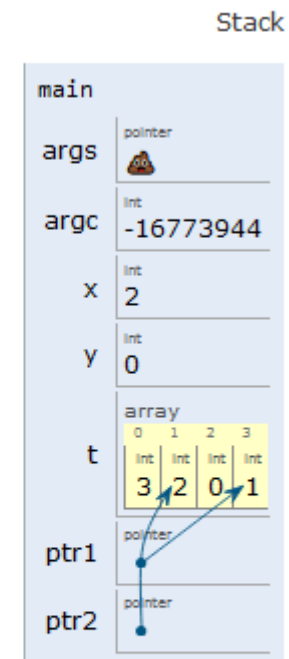 Stack
main
args pointer 💩
argc int -16773944
x int 2
y int 0
array
0 1 2 3
t int int int int
3 2 0 1
ptr1 pointer
ptr2 pointer